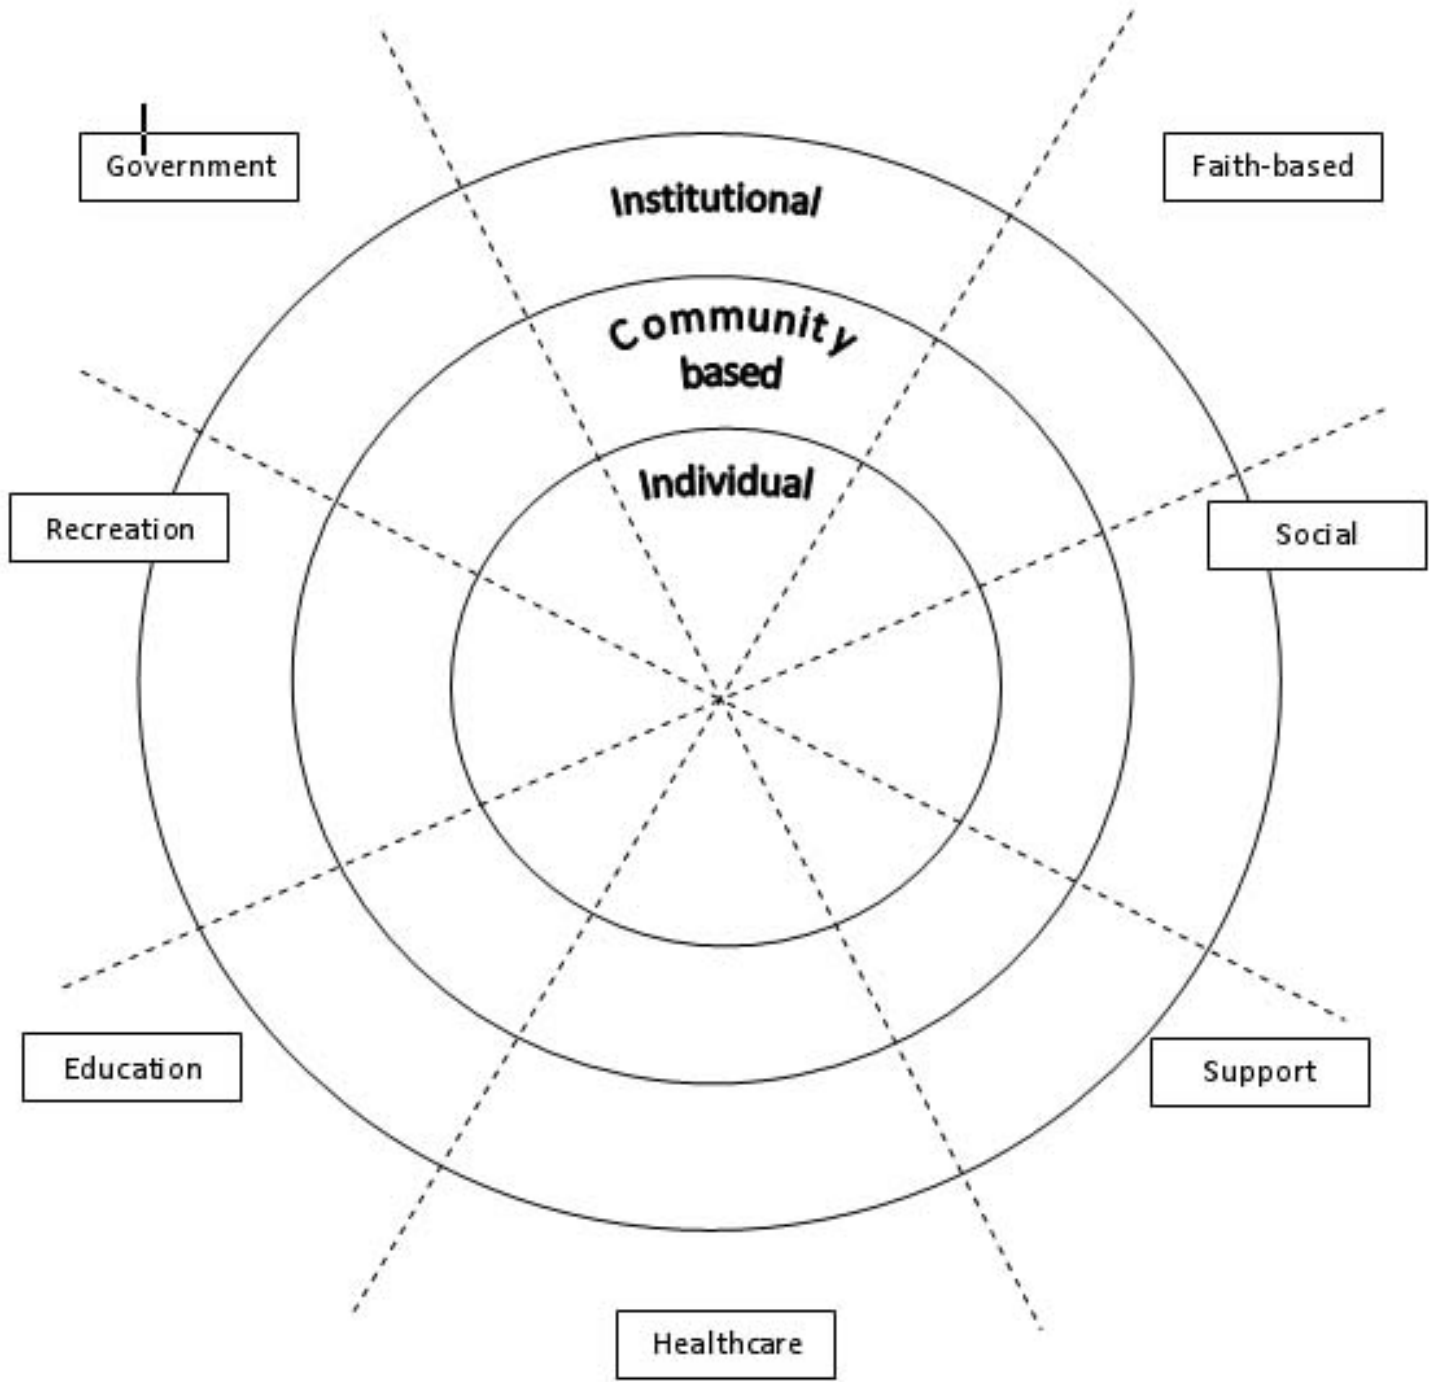 Government
Faith-based
Institutional
Community
based
Individual
Recreation
Social
Education
Support
Healthcare